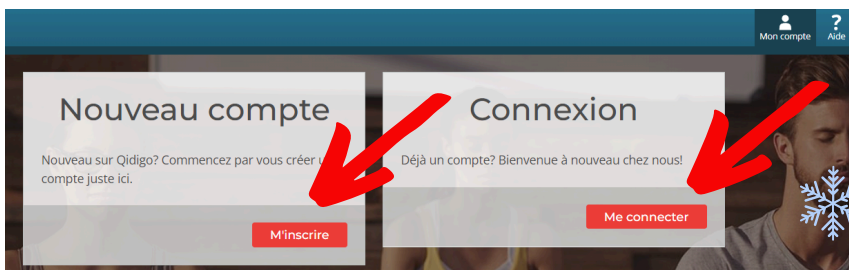 Mon compte
? Aide
Nouveau compte
Nouveau sur Qidigo? Commencez par vous créer
compte juste ici.
M'inscrire
Connexion
Déjà un compte? Bienvenue à nouveau chez nous!
Me connecter